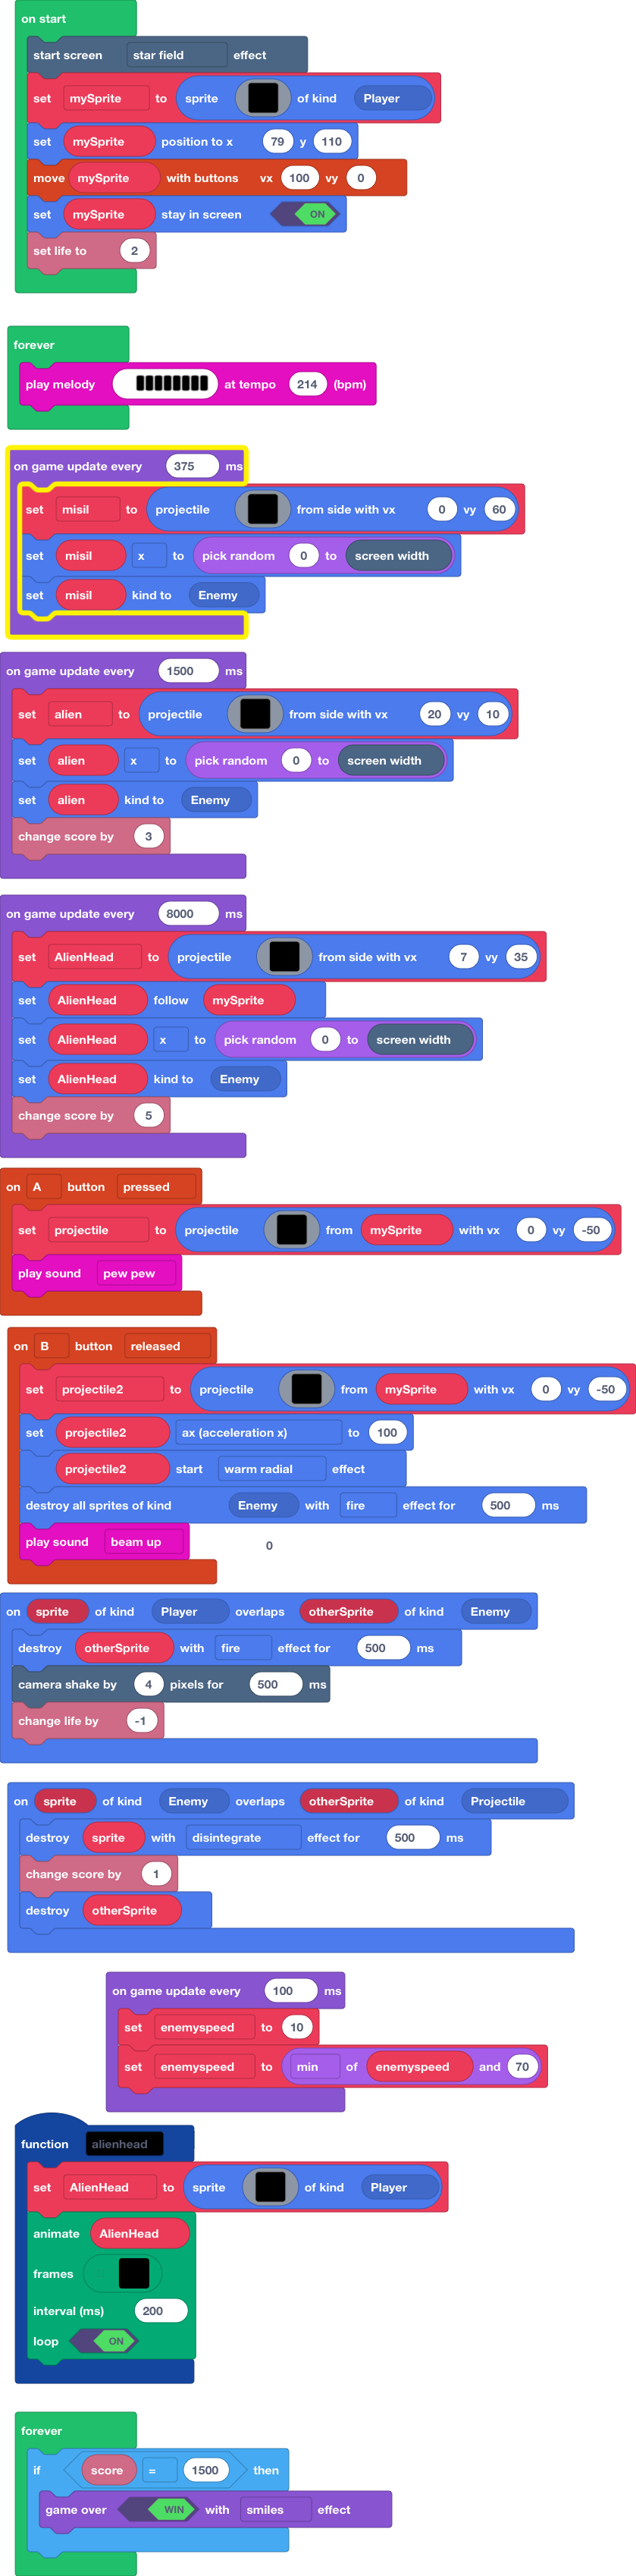 on start
start screen star field effect
set mySprite to sprite of kind Player
set mySprite position to x 79 y 110
move mySprite with buttons vx 100 vy 0
set mySprite stay in screen ON
set life to 2
forever
play melody at tempo 214 (bpm)
on game update every 375 ms
set misil to projectile from side with vx 0 vy 60
set misil x to pick random 0 to screen width
set misil kind to Enemy
on game update every 1500 ms
set alien to projectile from side with vx 20 vy 10
set alien x to pick random 0 to screen width
set alien kind to Enemy
change score by 3
on game update every 8000 ms
set AlienHead to projectile from side with vx 7 vy 35
set AlienHead follow mySprite
set AlienHead x to pick random 0 to screen width
set AlienHead kind to Enemy
change score by 5
on A button pressed
set projectile to projectile from mySprite with vx 0 vy -50
play sound pew pew
on B button released
set projectile2 to projectile from mySprite with vx 0 vy -50
set projectile2 ax (acceleration x) to 100
projectile2 start warm radial effect
destroy all sprites of kind Enemy with fire effect for 500 ms
play sound beam up 0
on sprite of kind Player overlaps otherSprite of kind Enemy
destroy otherSprite with fire effect for 500 ms
camera shake by 4 pixels for 500 ms
change life by -1
on sprite of kind Enemy overlaps otherSprite of kind Projectile
destroy sprite with disintegrate effect for 500 ms
change score by 1
destroy otherSprite
on game update every 100 ms
set enemyspeed to 10
set enemyspeed to min of enemyspeed and 70
function alienhead
set AlienHead to sprite of kind Player
animate AlienHead
frames
interval (ms) 200
loop ON
forever
if score = 1500 then
game over WIN with smiles effect